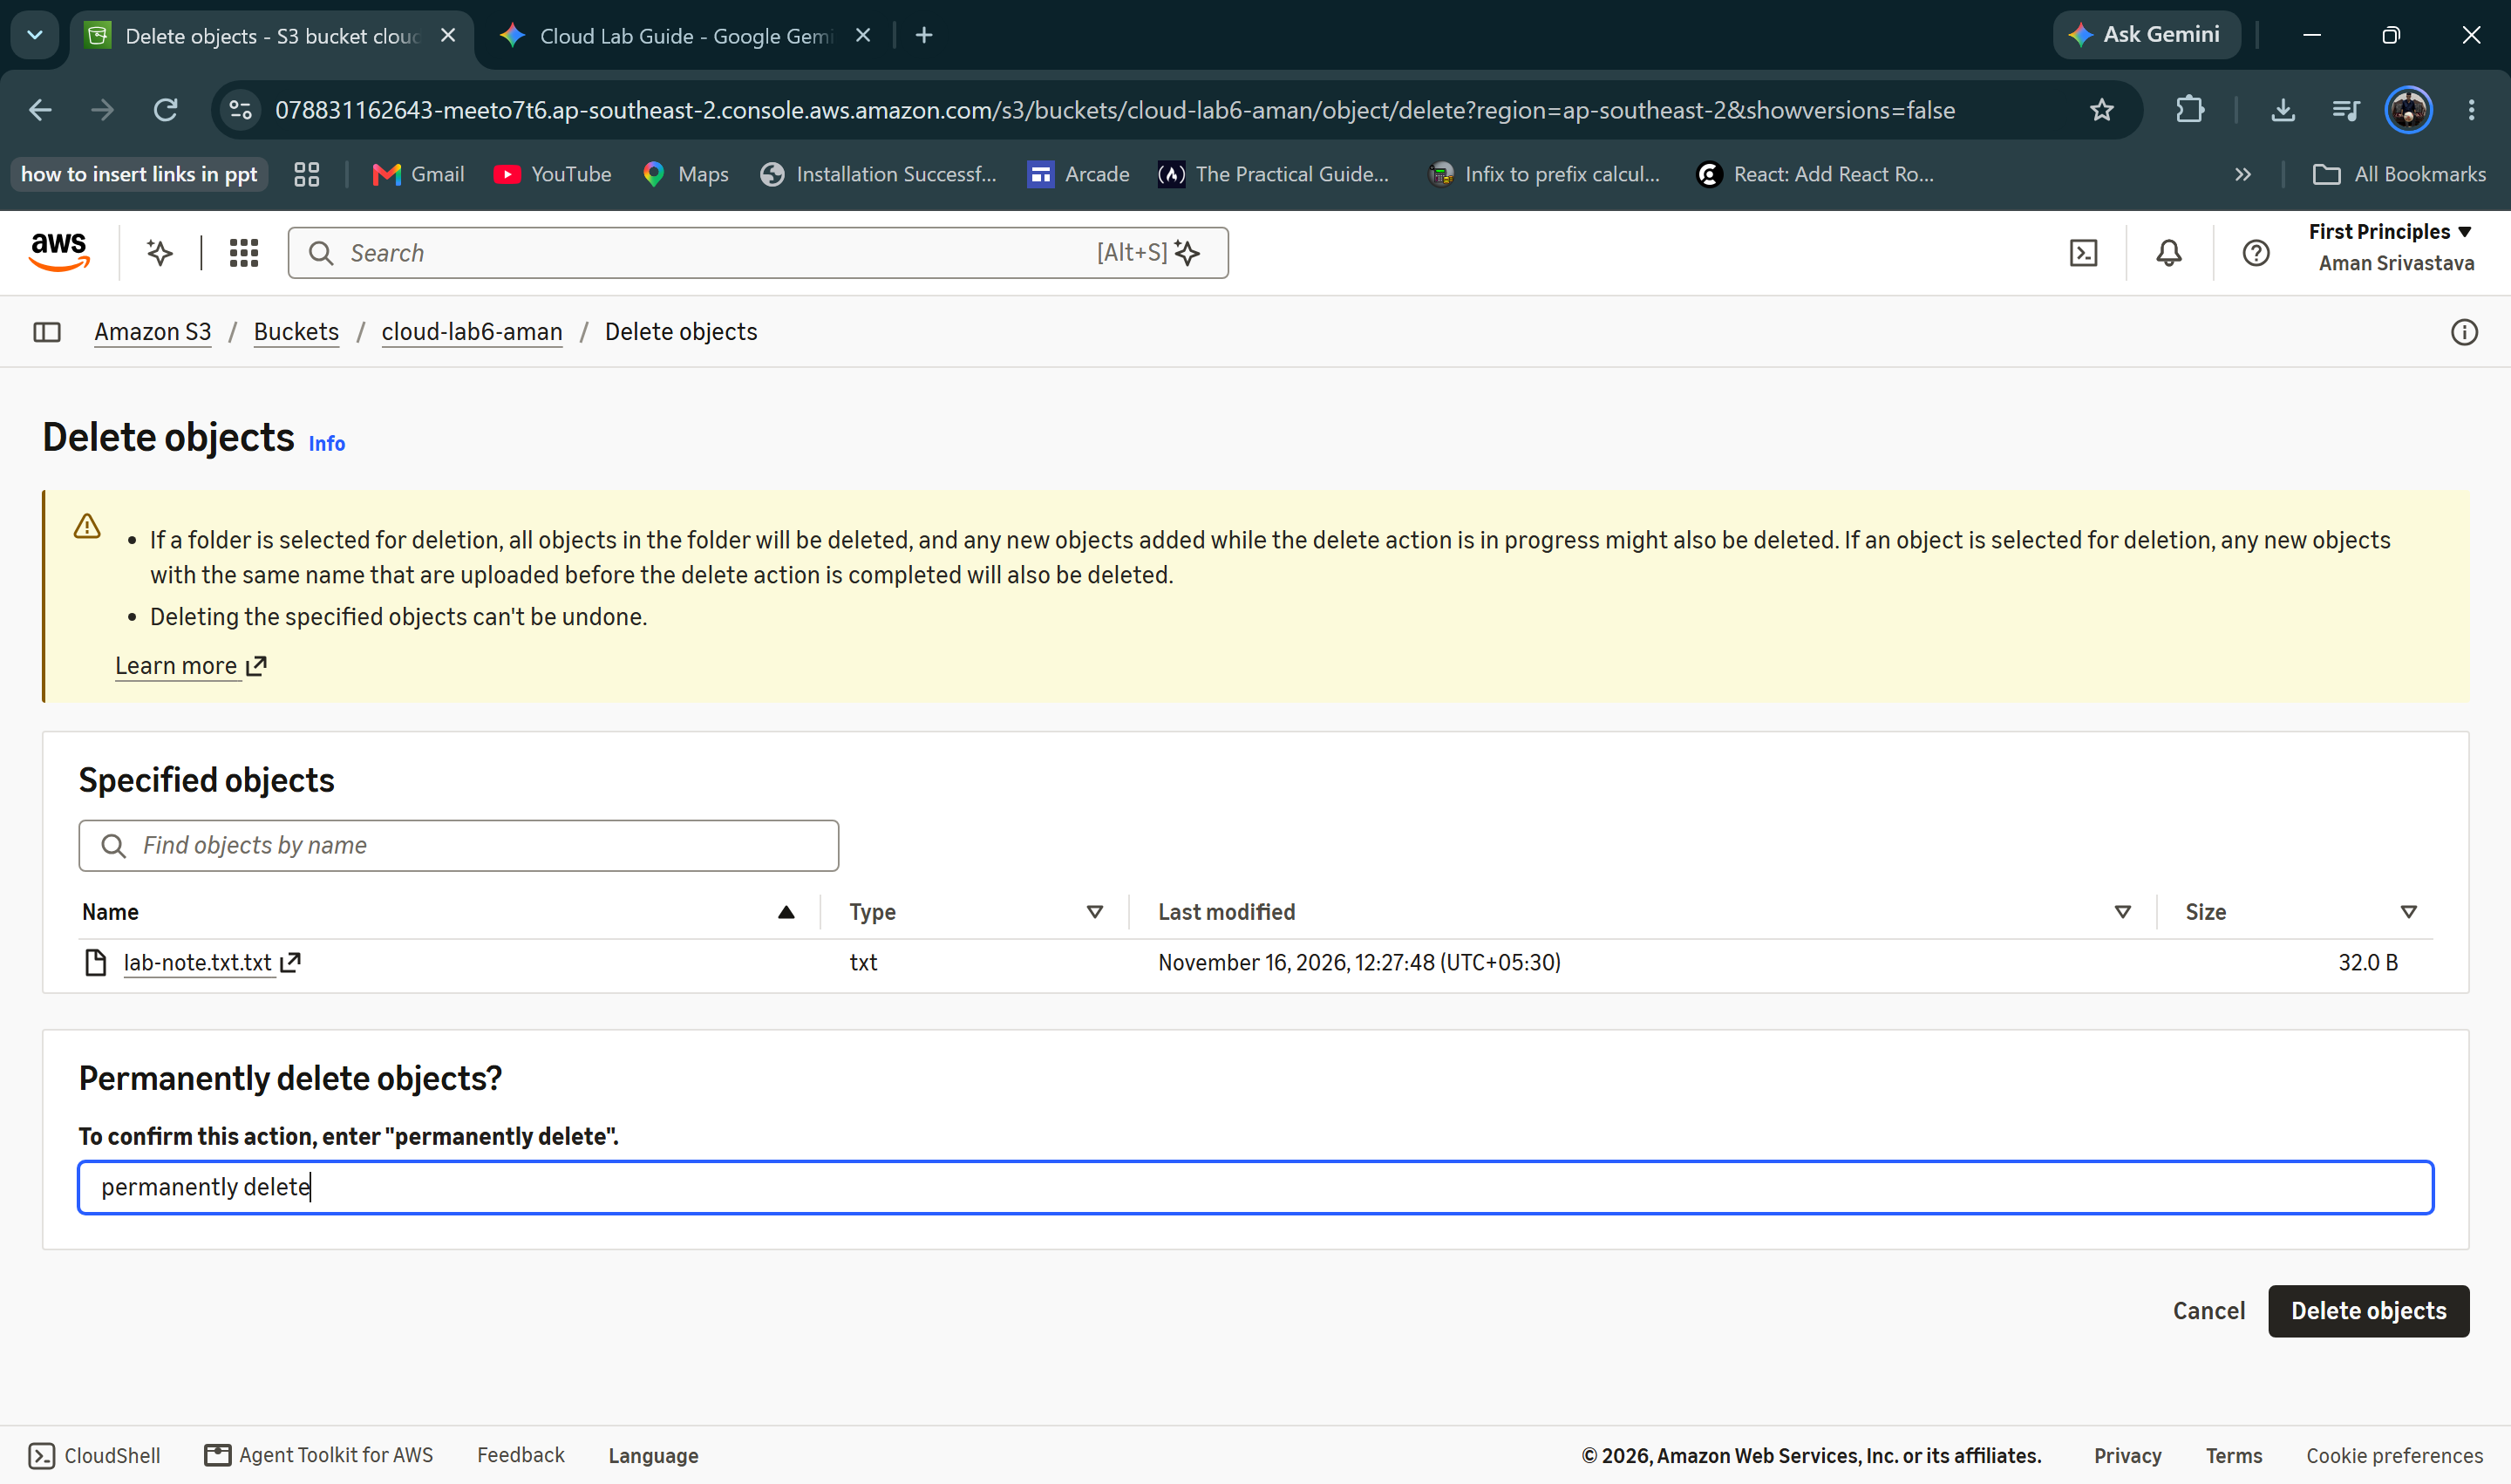 Delete objects - S3 bucket clou
Cloud Lab Guide - Google Gemi
Ask Gemini
078831162643-meeto7t6.ap-southeast-2.console.aws.amazon.com/s3/buckets/cloud-lab6-aman/object/delete?region=ap-southeast-2&showversions=false
how to insert links in ppt
Gmail
YouTube
Maps
Installation Successf...
Arcade
The Practical Guide...
Infix to prefix calcul...
React: Add React Ro...
All Bookmarks
aws
Search
[Alt+S]
First Principles
Aman Srivastava
Amazon S3 / Buckets / cloud-lab6-aman / Delete objects
Delete objects Info
• If a folder is selected for deletion, all objects in the folder will be deleted, and any new objects added while the delete action is in progress might also be deleted. If an object is selected for deletion, any new objects
with the same name that are uploaded before the delete action is completed will also be deleted.
• Deleting the specified objects can't be undone.
Learn more
Specified objects
Find objects by name
Name Type Last modified Size
lab-note.txt.txt txt November 16, 2026, 12:27:48 (UTC+05:30) 32.0 B
Permanently delete objects?
To confirm this action, enter "permanently delete".
permanently delete
Cancel
Delete objects
CloudShell
Agent Toolkit for AWS
Feedback
Language
© 2026, Amazon Web Services, Inc. or its affiliates.
Privacy
Terms
Cookie preferences